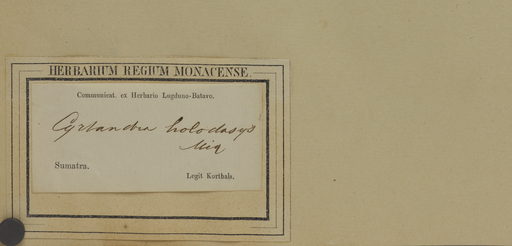 HERBARIUM REGIUM MONACENSE.
Communicat. ex Herbario Lugduno-Batavo.
Cyrtandra holodasys
Miq
Sumatra.
Legit Korthals.